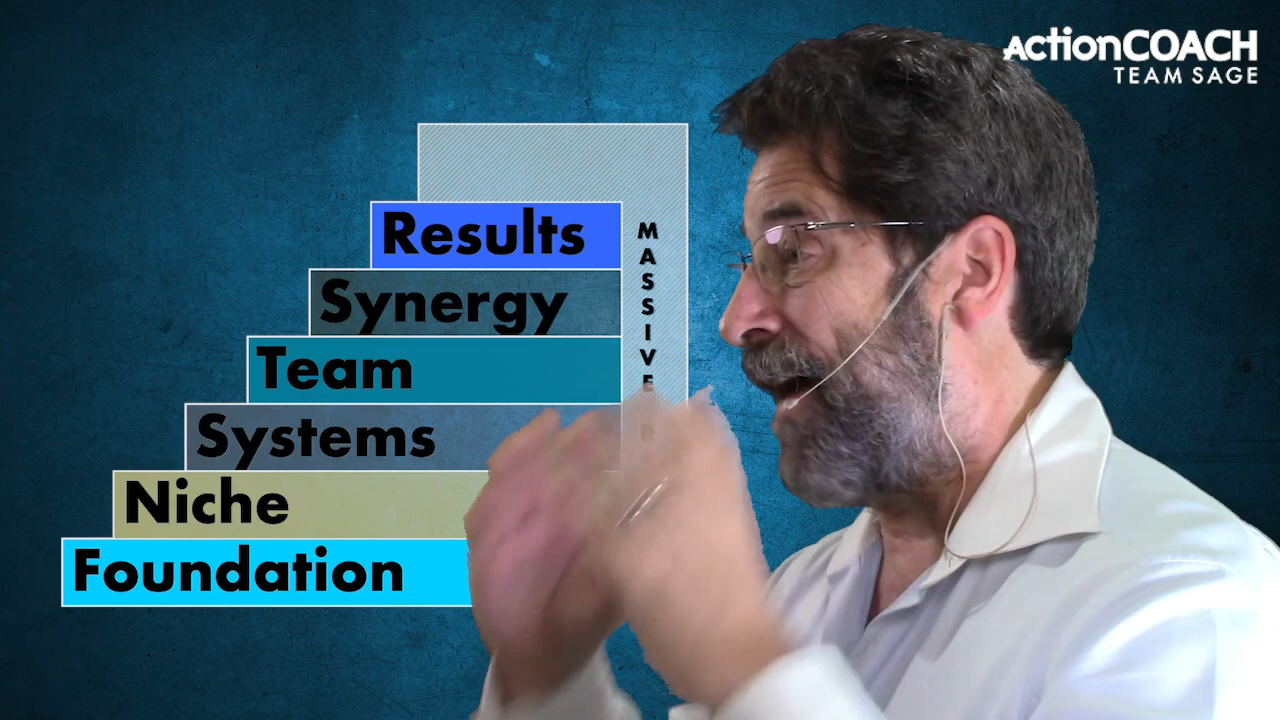 ActionCOACH
TEAM SAGE
Results
Synergy
Team
Systems
Niche
Foundation
MASSIVE R